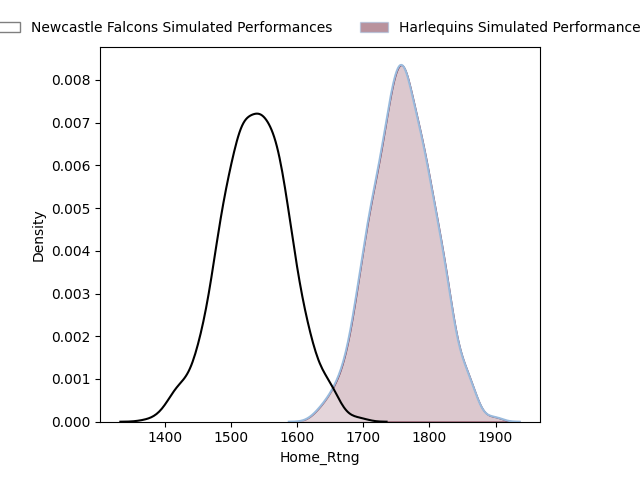 Newcastle Falcons Simulated Performances Harlequins Simulated Performance
0.008
0.007
0.006
0.005
0.004
0.003
0.002
0.001
0.000
Density
1400 1500 1600 1700 1800 1900
Home_Rtng